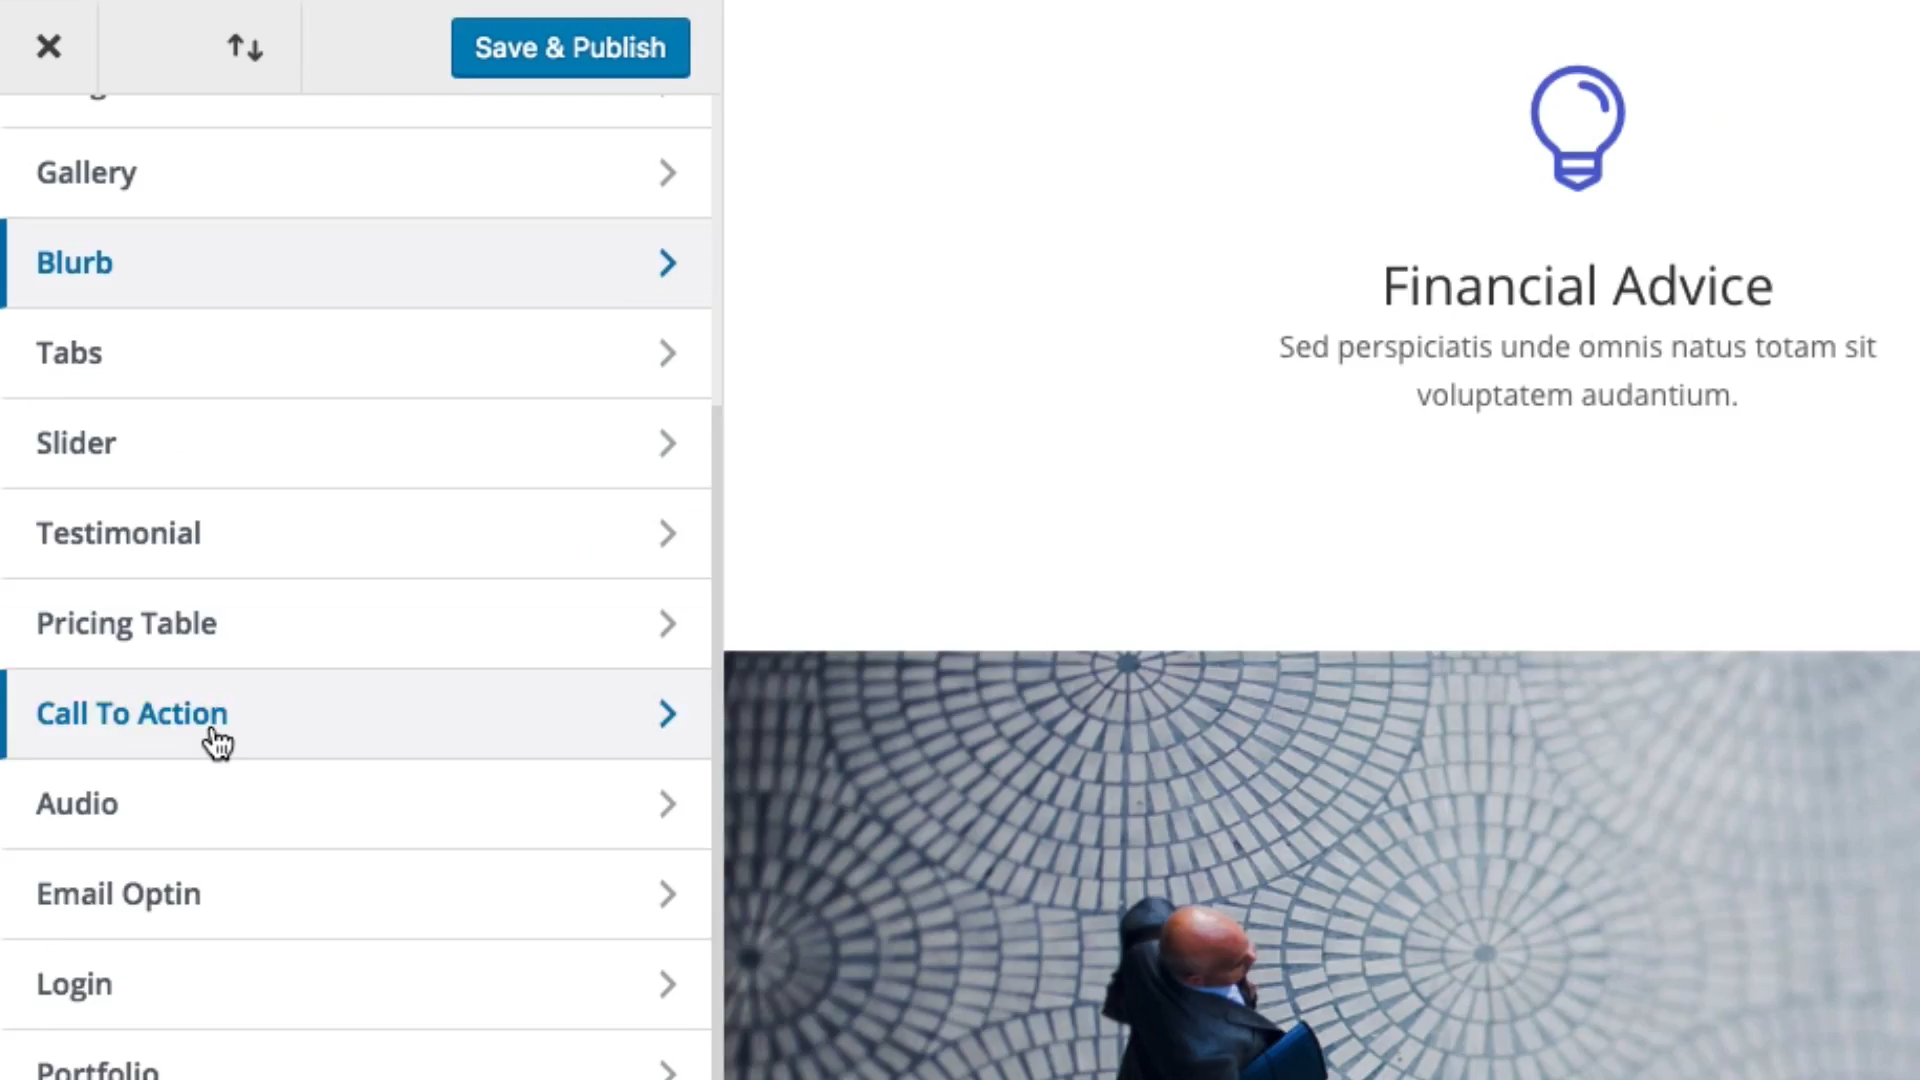 Save & Publish
Gallery
Blurb
Tabs
Slider
Testimonial
Pricing Table
Call To Action
Audio
Email Optin
Login
Portfolio
Financial Advice
Sed perspiciatis unde omnis natus totam sit
voluptatem audantium.